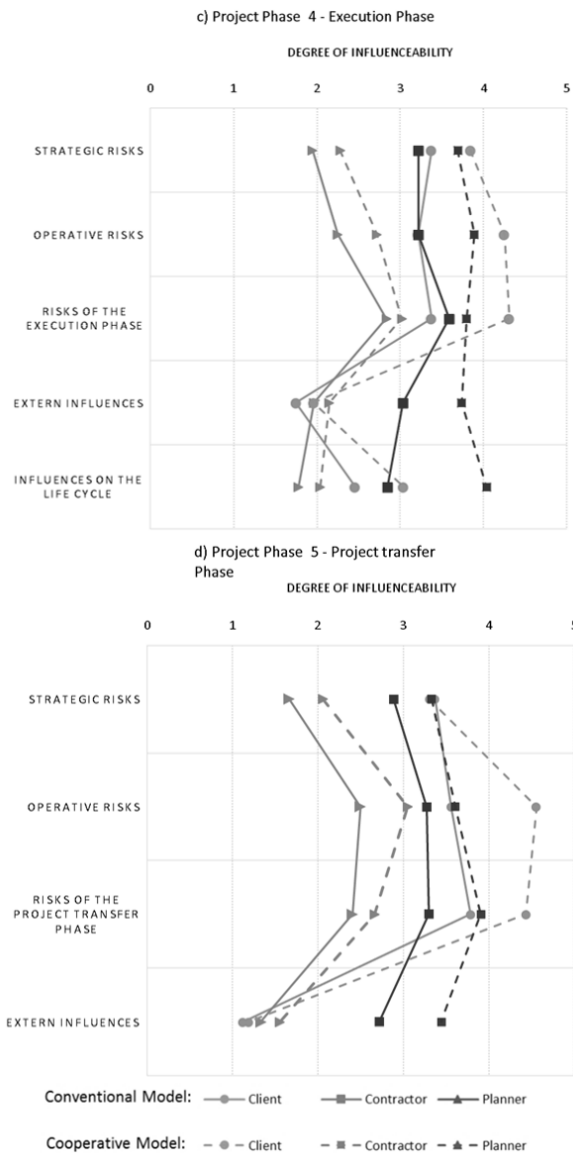 c) Project Phase 4 - Execution Phase
DEGREE OF INFLUENCEABILITY
0 1 2 3 4 5
STRATEGIC RISKS
OPERATIVE RISKS
RISKS OF THE
EXECUTION PHASE
EXTERN INFLUENCES
INFLUENCES ON THE
LIFE CYCLE
d) Project Phase 5 - Project transfer
Phase
DEGREE OF INFLUENCEABILITY
0 1 2 3 4 5
STRATEGIC RISKS
OPERATIVE RISKS
RISKS OF THE
PROJECT TRANSFER
PHASE
EXTERN INFLUENCES
Conventional Model: Client Contractor Planner
Cooperative Model: Client Contractor Planner